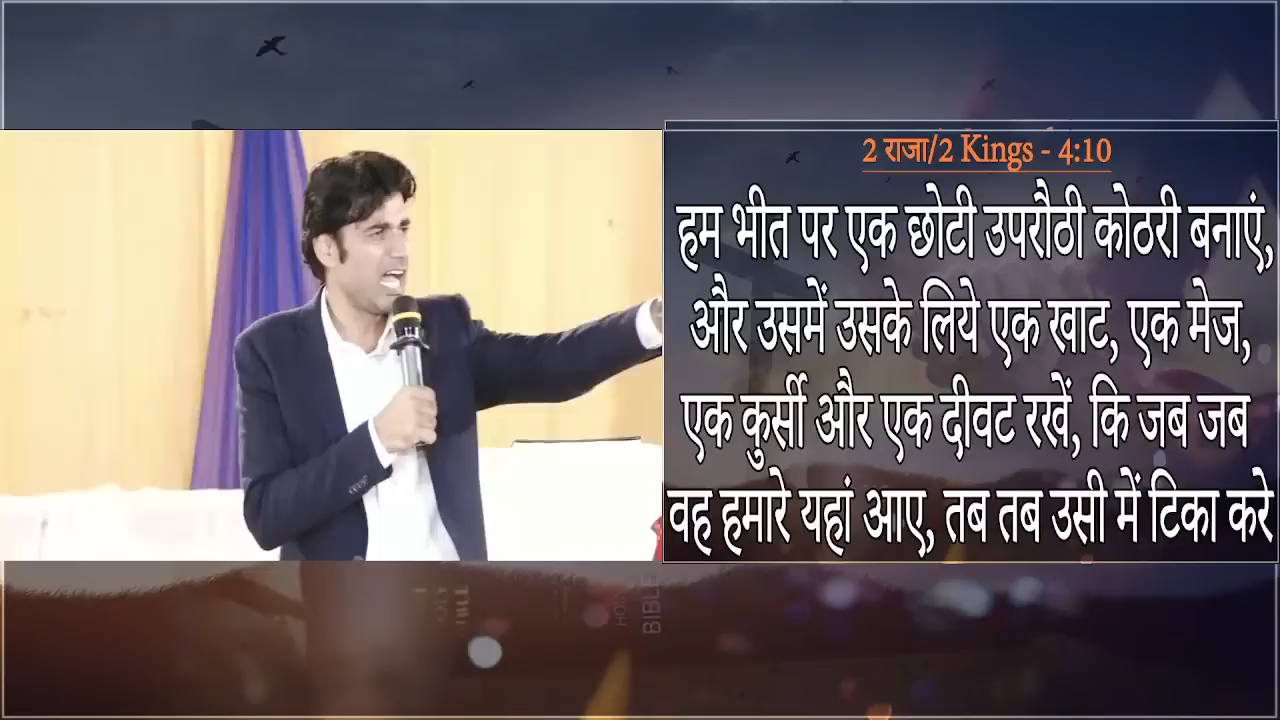 2 राजा/2 Kings - 4:10
हम भीत पर एक छोटी उपरौठी कोठरी बनाएं,
और उसमें उसके लिये एक खाट, एक मेज,
एक कुर्सी और एक दीवट रखें, कि जब जब
वह हमारे यहां आए, तब तब उसी में टिका करे
BIBLE